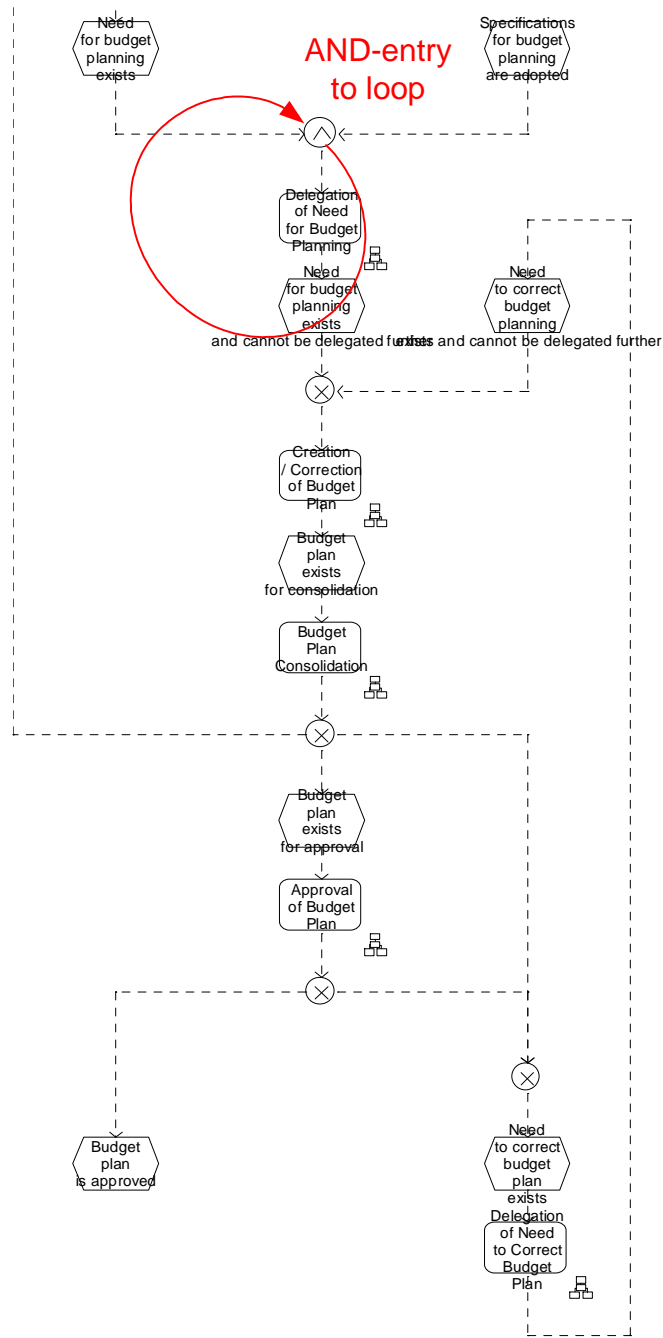 Need
for budget
planning
exists
AND-entry
to loop
Specifications
for budget
planning
are adopted
Delegation
of Need
for Budget
Planning
Need
for budget
planning
exists
and cannot be delegated further
Need
to correct
budget
planning
exists and cannot be delegated further
Creation
/ Correction
of Budget
Plan
Budget
plan
exists
for consolidation
Budget
Plan
Consolidation
Budget
plan
exists
for approval
Approval
of Budget
Plan
Budget
plan
is approved
Need
to correct
budget
plan
exists
Delegation
of Need
to Correct
Budget
Plan